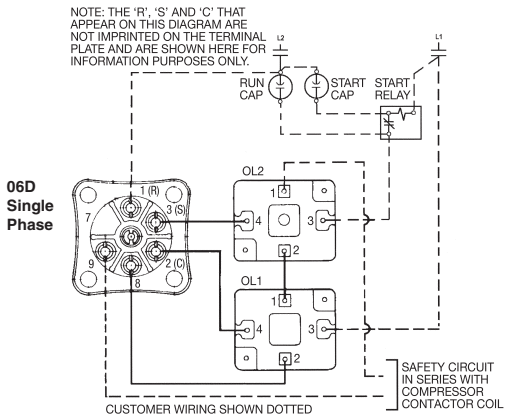 NOTE: THE 'R', 'S' AND 'C' THAT
APPEAR ON THIS DIAGRAM ARE
NOT IMPRINTED ON THE TERMINAL
PLATE AND ARE SHOWN HERE FOR
INFORMATION PURPOSES ONLY.
L2
L1
RUN
CAP
START
CAP
START
RELAY
06D
Single
Phase
1 (R)
3 (S)
7
9
2 (C)
8
OL2
1
4
3
2
OL1
1
4
3
2
SAFETY CIRCUIT
IN SERIES WITH
COMPRESSOR
CONTACTOR COIL
CUSTOMER WIRING SHOWN DOTTED